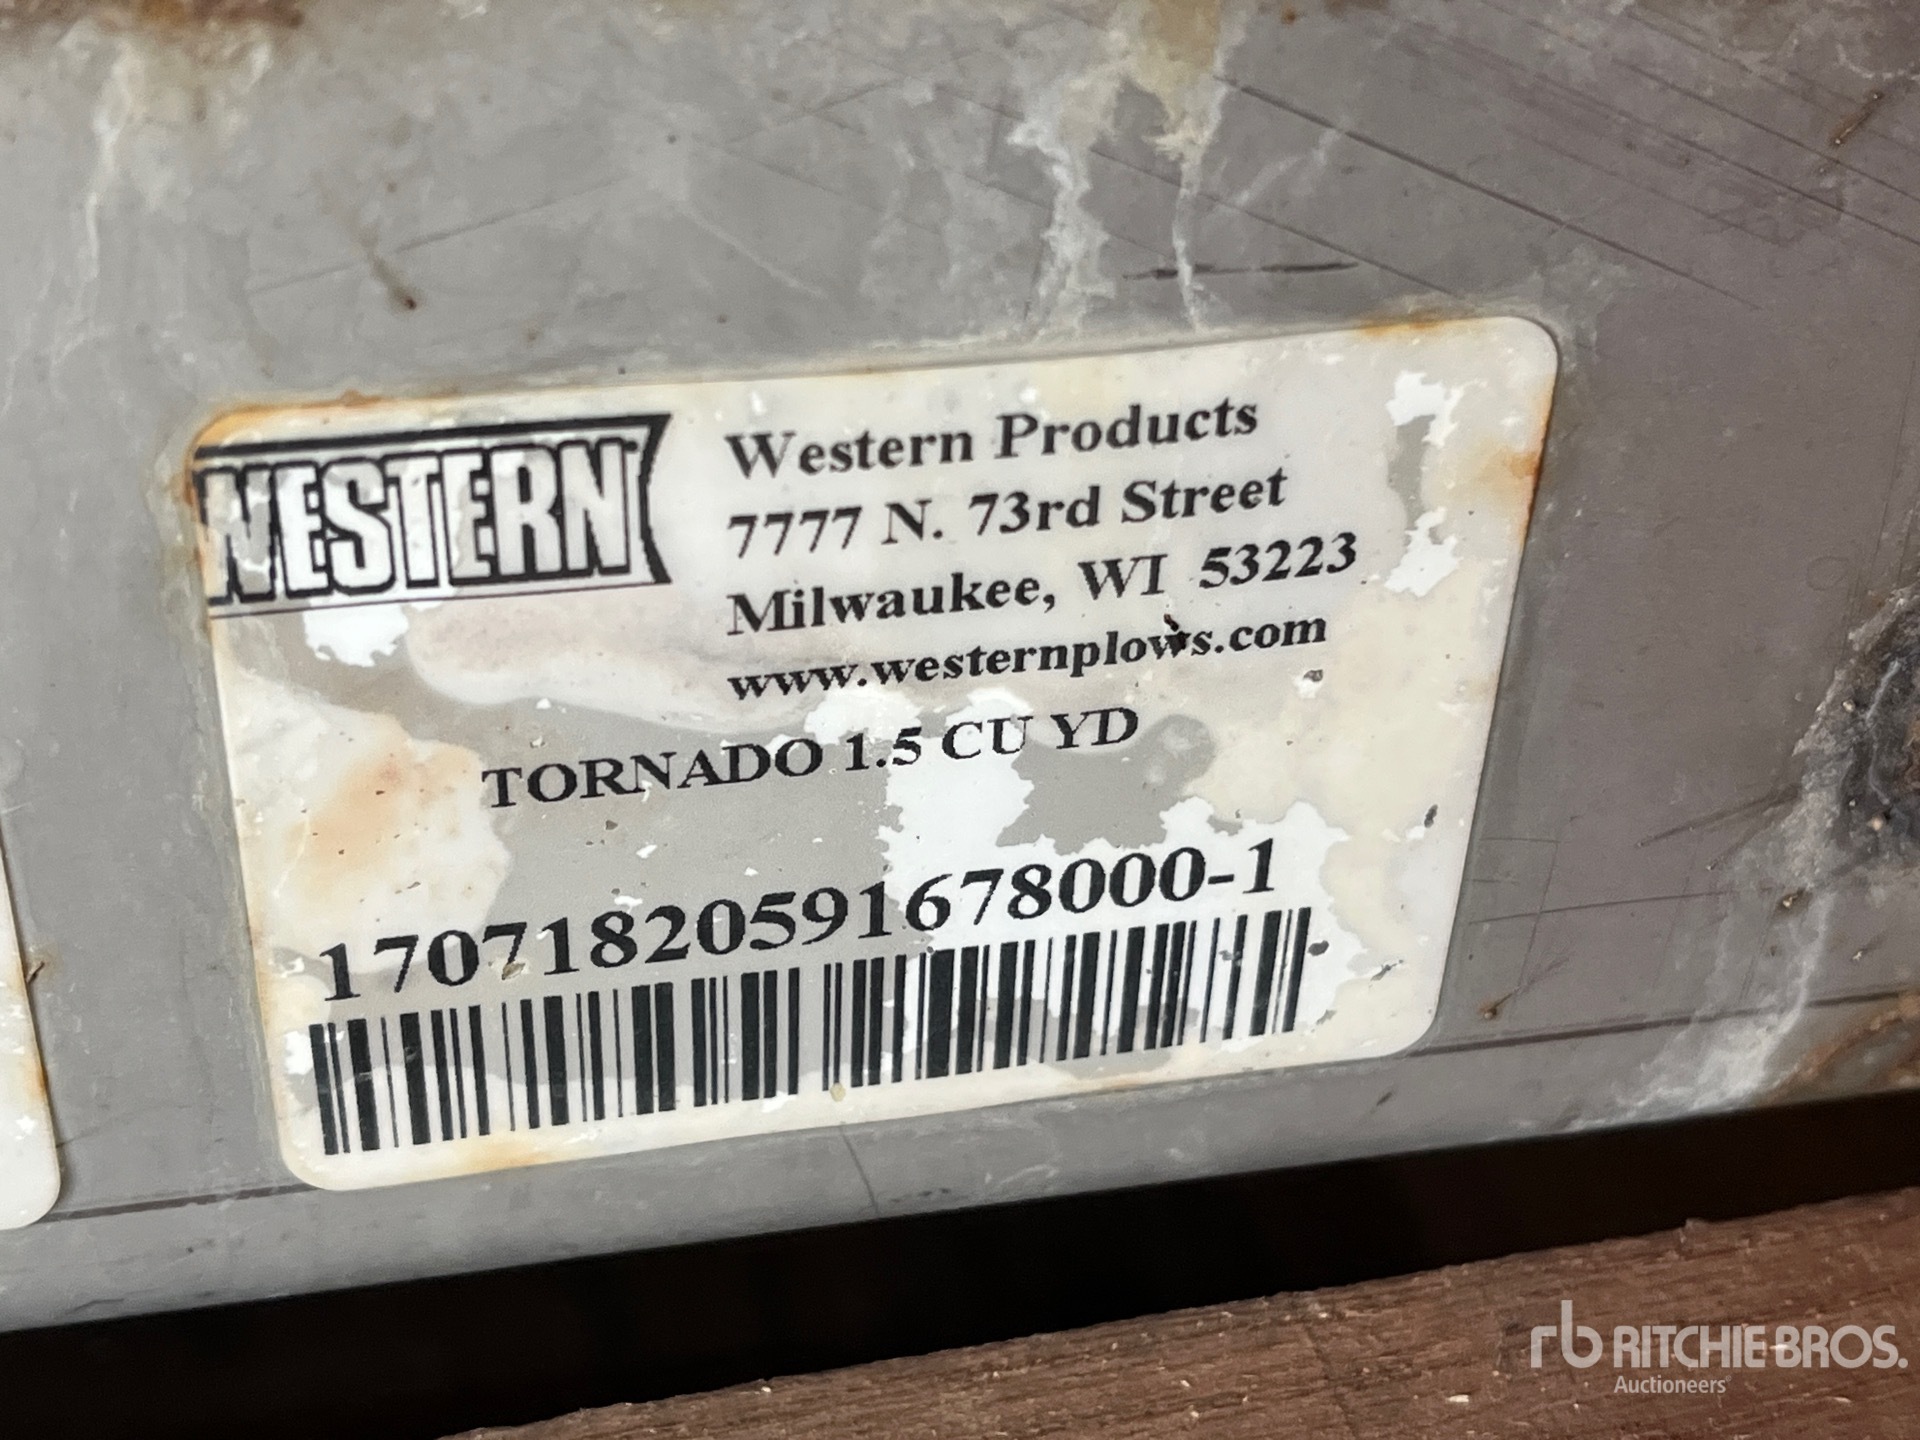 WESTERN
Western Products
7777 N. 73rd Street
Milwaukee, WI 53223
www.westernplows.com
TORNADO 1.5 CU YD
17071820591678000-1
rb RITCHIE BROS.
Auctioneers